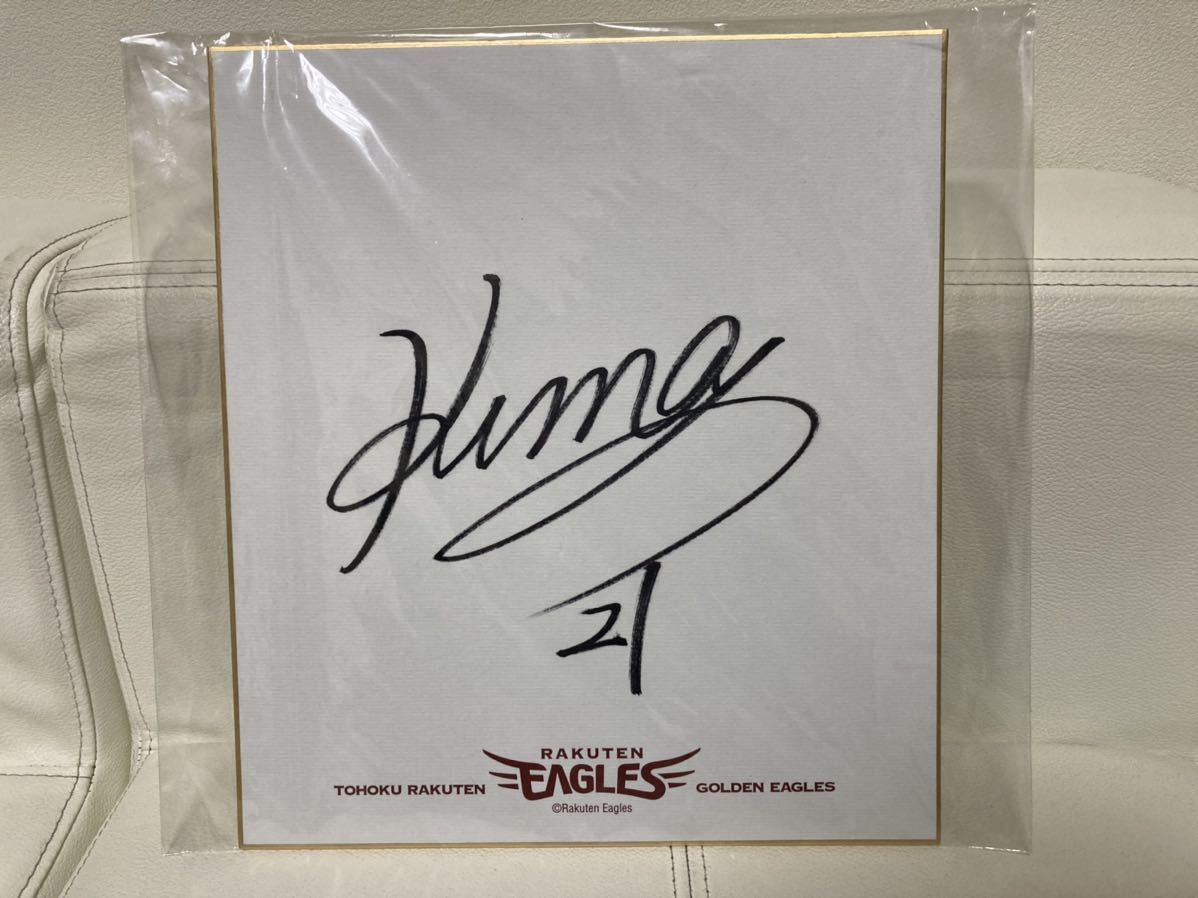 Kuma
21
RAKUTEN
EAGLES
TOHOKU RAKUTEN GOLDEN EAGLES
©Rakuten Eagles